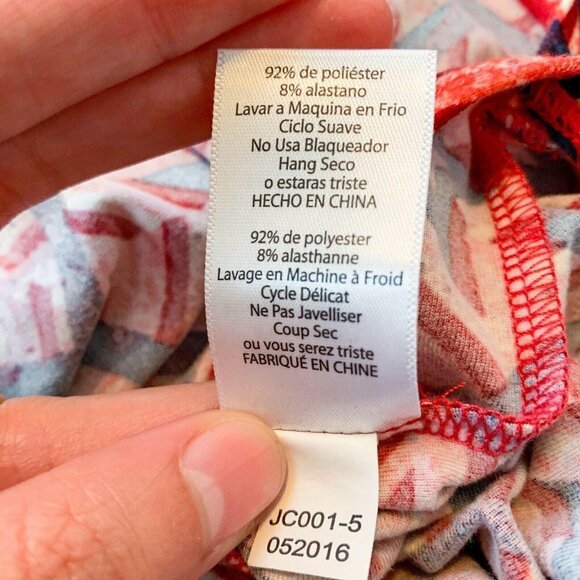 92% de poliéster
8% alastano
Lavar a Maquina en Frio
Ciclo Suave
No Usa Blaqueador
Hang Seco
o estaras triste
HECHO EN CHINA
92% de polyester
8% alasthanne
Lavage en Machine à Froid
Cycle Délicat
Ne Pas Javelliser
Coup Sec
ou vous serez triste
FABRIQUÉ EN CHINE
JC001-5
052016